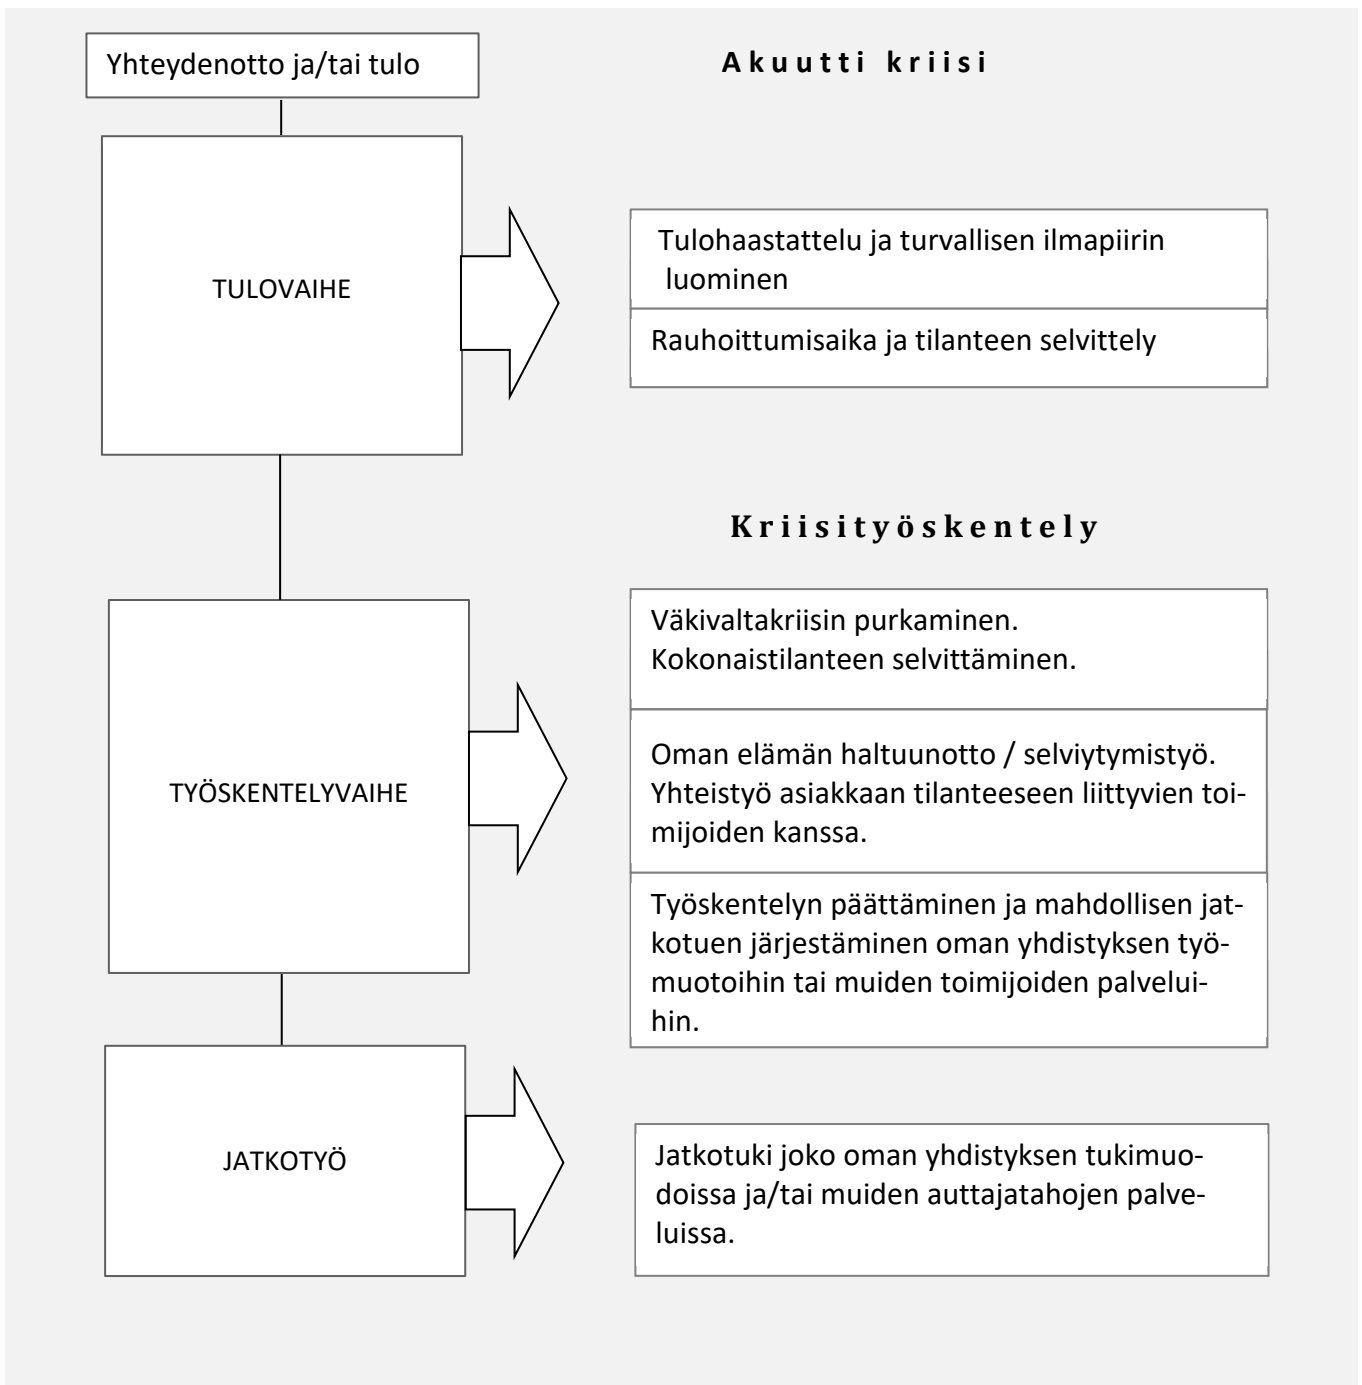 Yhteydenotto ja/tai tulo
Akuutti kriisi
TULOVAIHE
Tulohaastattelu ja turvallisen ilmapiirin
luominen
Rauhoittumisaika ja tilanteen selvittely
Kriisityöskentely
TYÖSKENTELYVAIHE
Väkivaltakriisin purkaminen.
Kokonaistilanteen selvittäminen.
Oman elämän haltuunotto / selviytymistyö.
Yhteistyö asiakkaan tilanteeseen liittyvien toi-
mijoiden kanssa.
Työskentelyn päättäminen ja mahdollisen jat-
kotuen järjestäminen oman yhdistyksen työ-
muotoihin tai muiden toimijoiden palvelui-
hin.
JATKOTYÖ
Jatkotuki joko oman yhdistyksen tukimuo-
doissa ja/tai muiden auttajatahojen palve-
luissa.